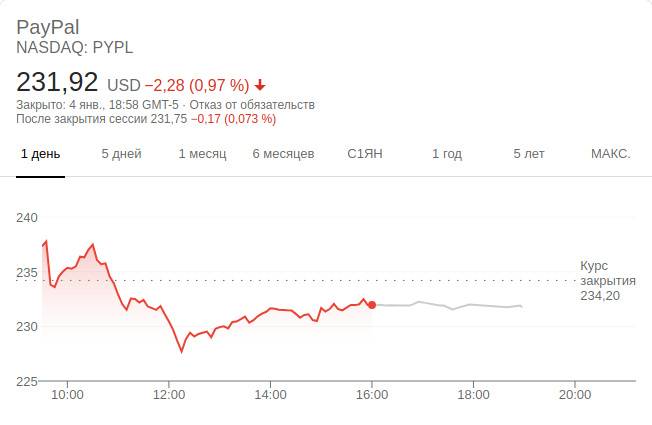 PayPal
NASDAQ: PYPL
231,92 USD −2,28 (0,97 %)
Закрыто: 4 янв., 18:58 GMT-5 · Отказ от обязательств
После закрытия сессии 231,75 −0,17 (0,073 %)
1 день 5 дней 1 месяц 6 месяцев С1ЯН 1 год 5 лет МАКС.
240
235
230
225
Курс
закрытия
234,20
10:00 12:00 14:00 16:00 18:00 20:00